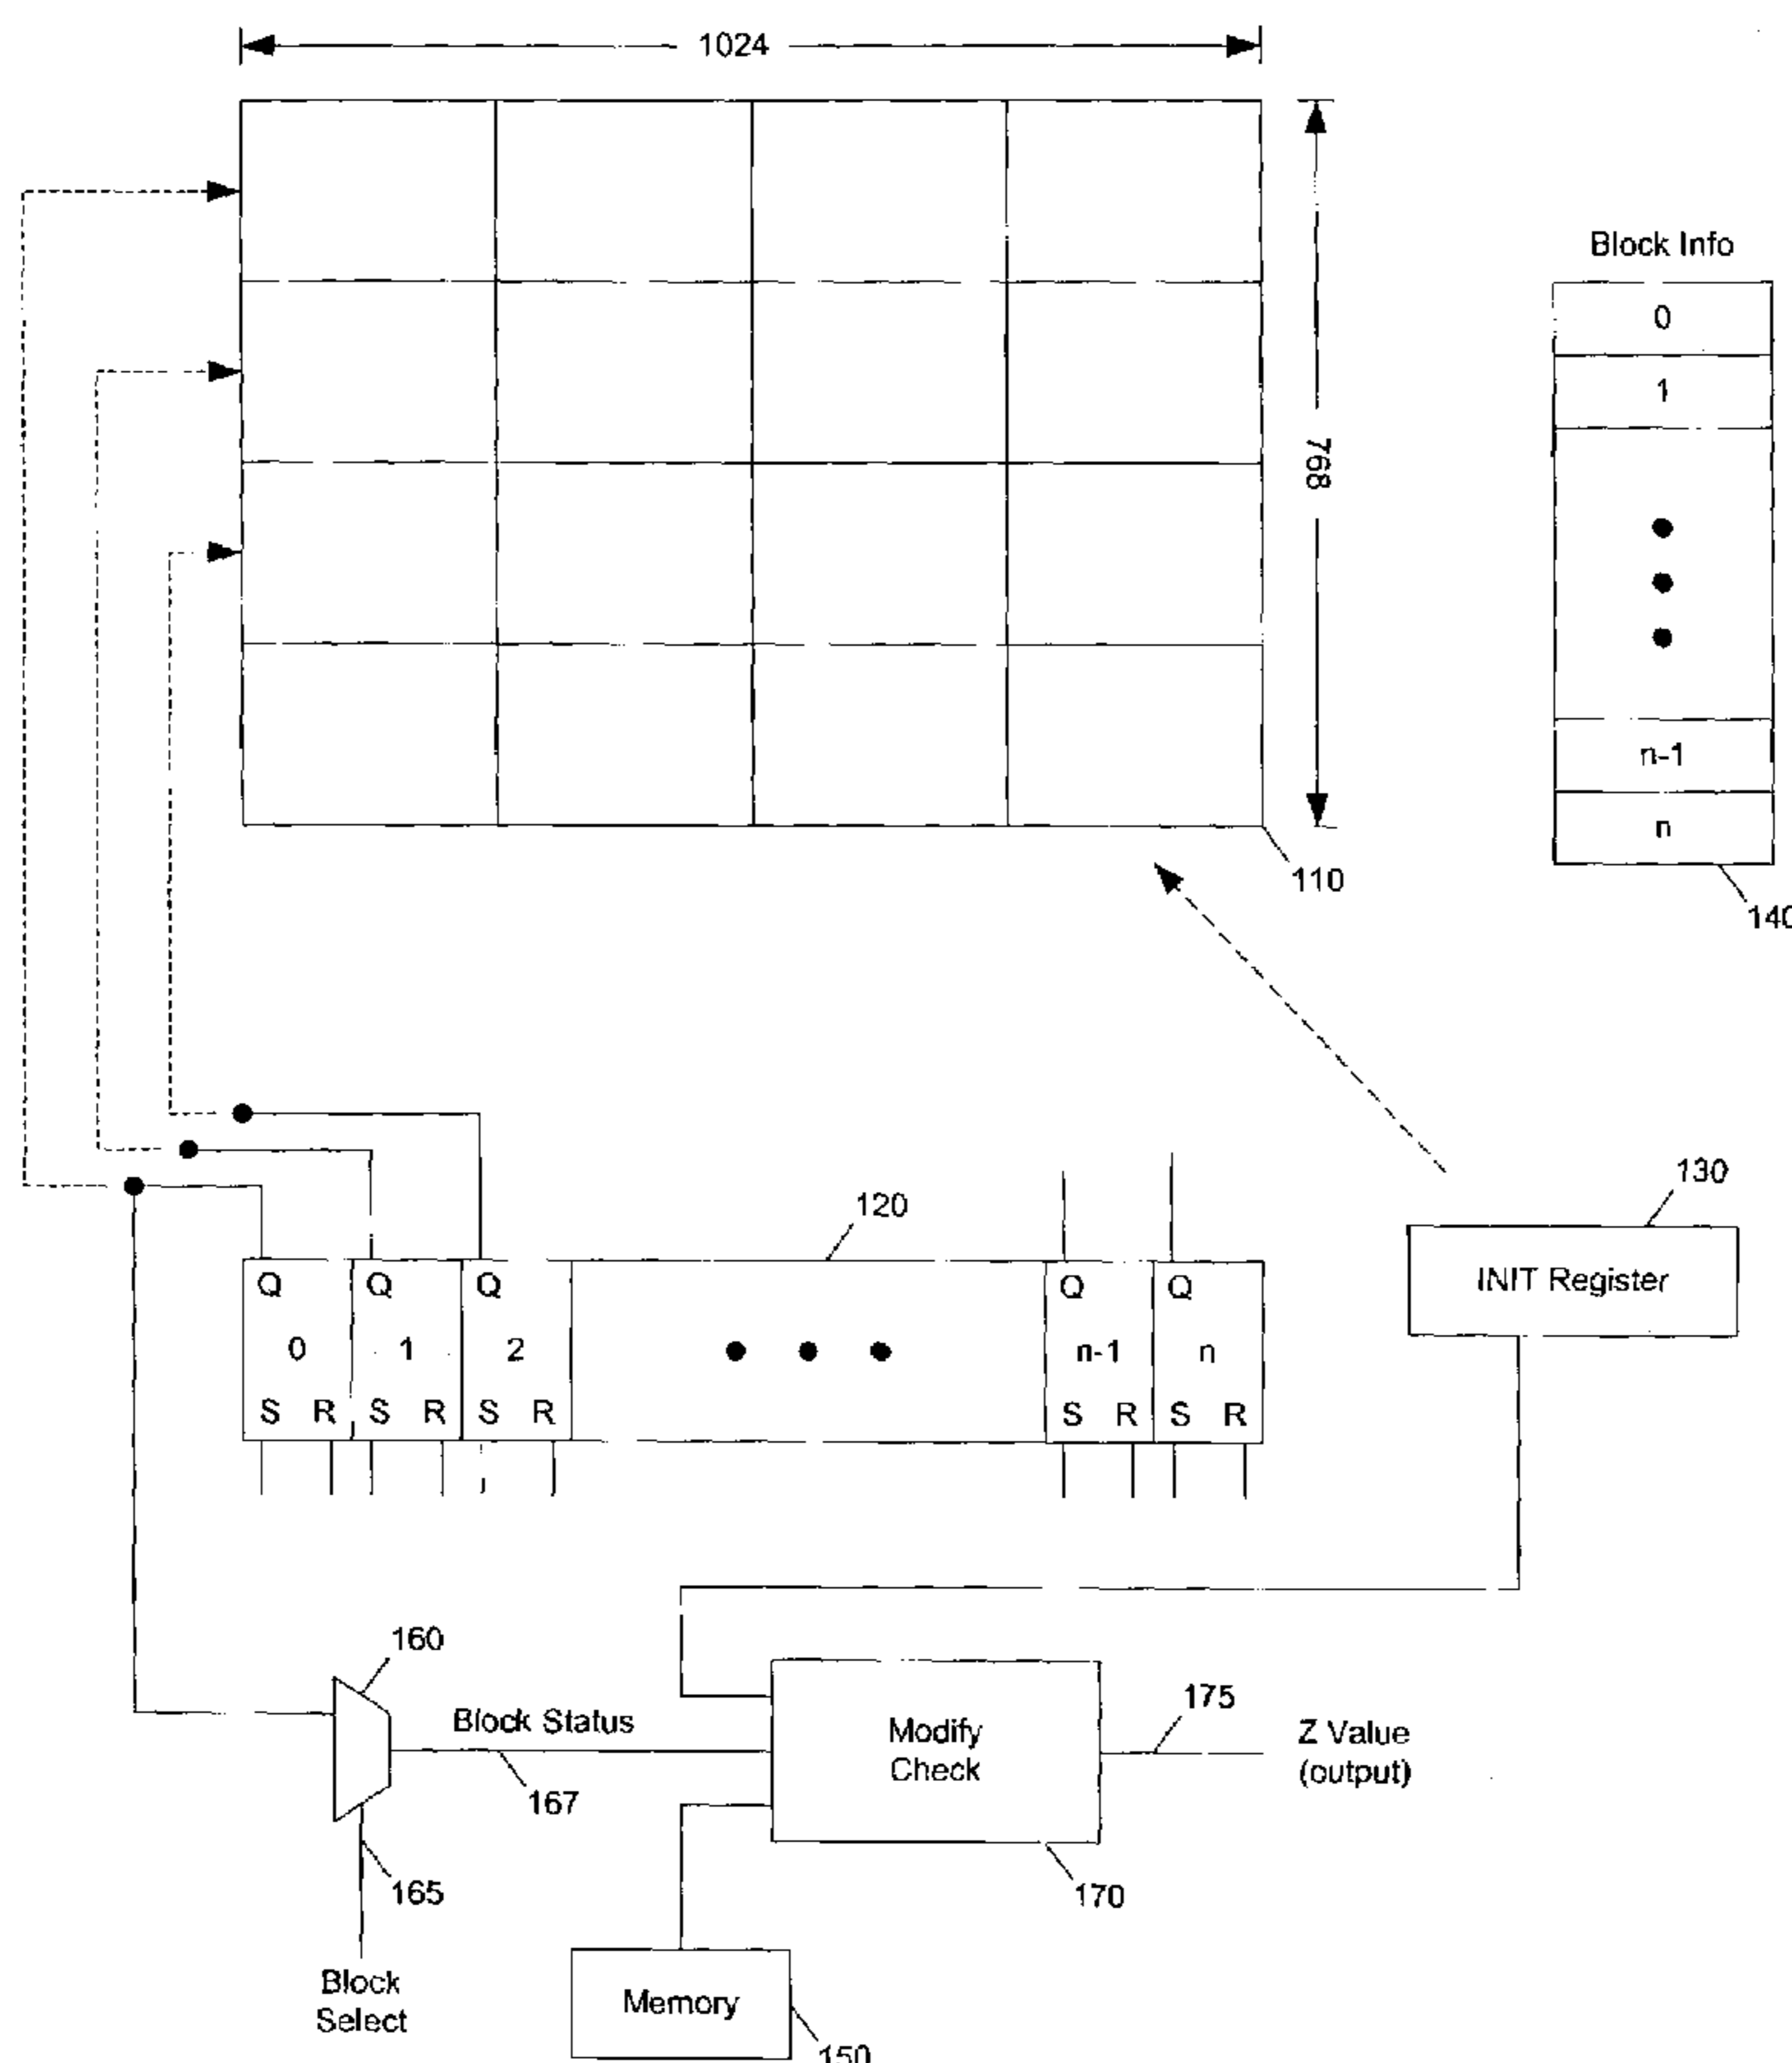 1024
768
Block Info
0
1
n-1
n
110
140
130
120
INIT Register
Q Q Q Q Q
0 1 2 n-1 n
S R S R S R S R S R
160
Block Status
167
Modify
Check
175
Z Value
(output)
165
170
Block
Select
Memory
150